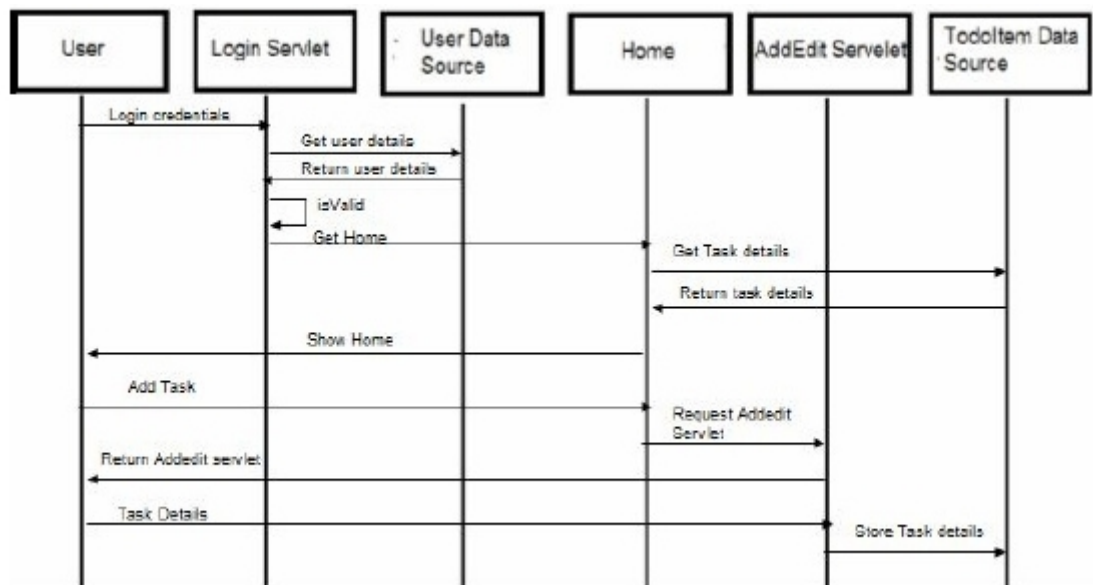 User
Login Servlet
User Data
Source
Home
AddEdit Servelet
TodoItem Data
Source
Login credentials
Get user details
Return user details
isValid
Get Home
Get Task details
Return task details
Show Home
Add Task
Request Addedit
Servlet
Return Addedit servlet
Task Details
Store Task details